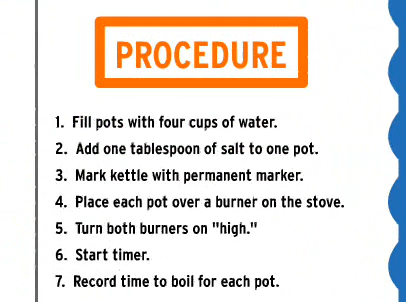 PROCEDURE
1. Fill pots with four cups of water.
2. Add one tablespoon of salt to one pot.
3. Mark kettle with permanent marker.
4. Place each pot over a burner on the stove.
5. Turn both burners on "high."
6. Start timer.
7. Record time to boil for each pot.